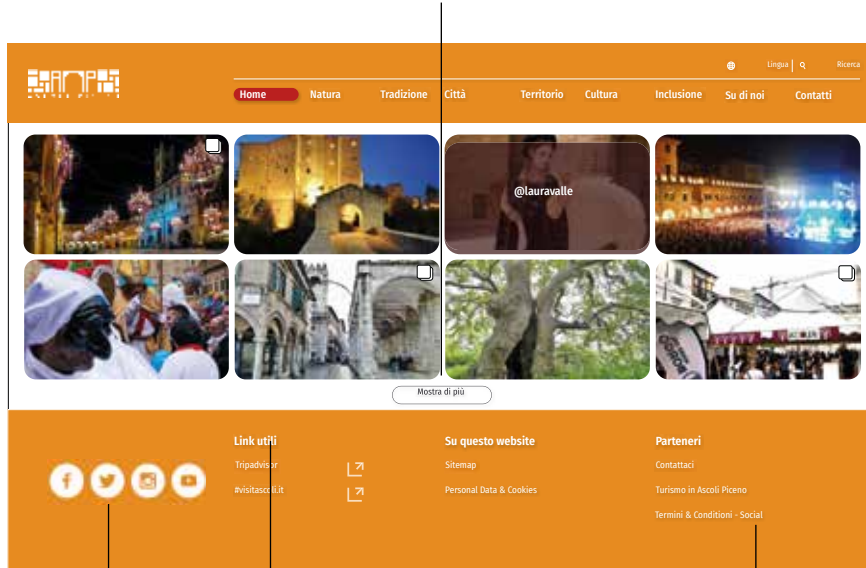 Lingua
Ricerca
Home
Natura
Tradizione
Città
Territorio
Cultura
Inclusione
Su di noi
Contatti
@lauravalle
Mostra di più
Link utili
Tripadvisor
#visitascoli.it
Su questo website
Sitemap
Personal Data & Cookies
Parteneri
Contattaci
Turismo in Ascoli Piceno
Termini & Conditioni - Social